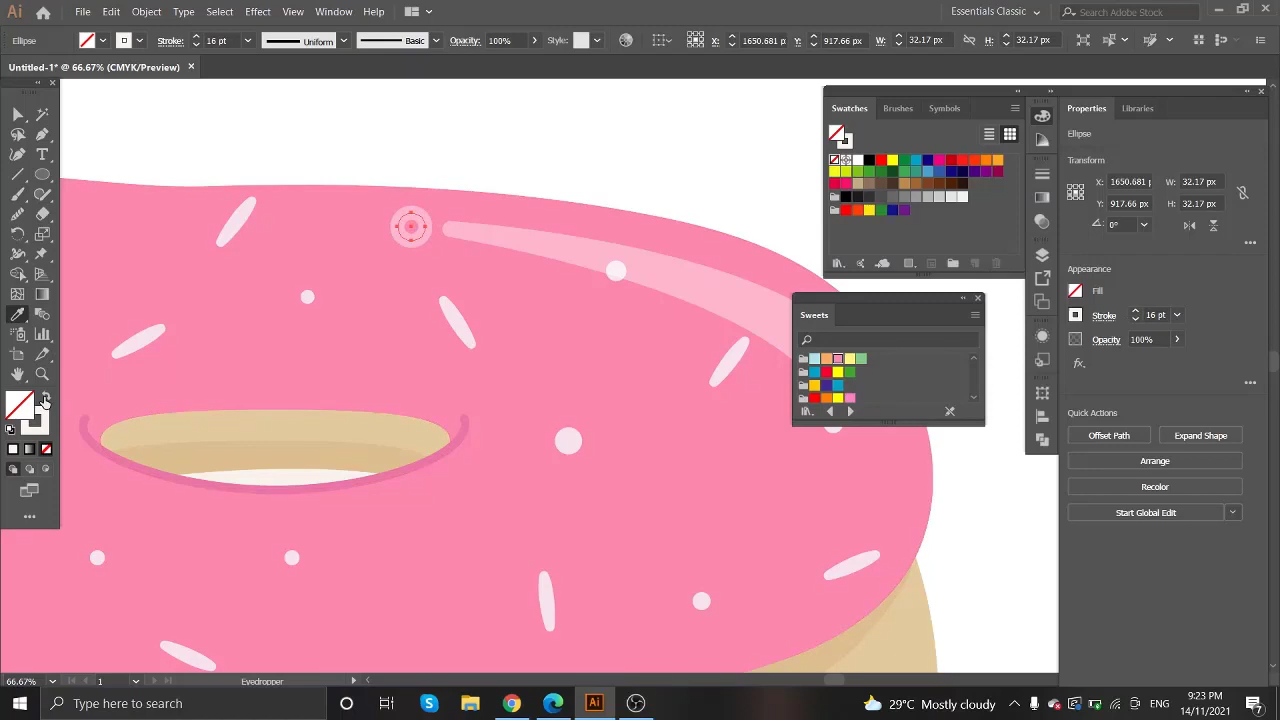 Ai File Edit Object Type Select Effect View Window Help Essentials Classic Search Adobe Stock
Ellipse Stroke: 16 pt Uniform Basic Opacity: 100% Style: X: 1650.681 p Y: 917.66 px W: 32.17 px H: 32.17 px
Untitled-1* @ 66.67% (CMYK/Preview)
Swatches Brushes Symbols
Properties Libraries
Ellipse
Transform
X: 1650.681 p W: 32.17 px
Y: 917.66 px H: 32.17 px
0°
Appearance
Fill
Stroke 16 pt
Opacity 100%
fx.
Sweets
Quick Actions
Offset Path Expand Shape
Arrange
Recolor
Start Global Edit
66.67% 1 Eyedropper
Type here to search Ai 29°C Mostly cloudy 9:23 PM
14/11/2021
7